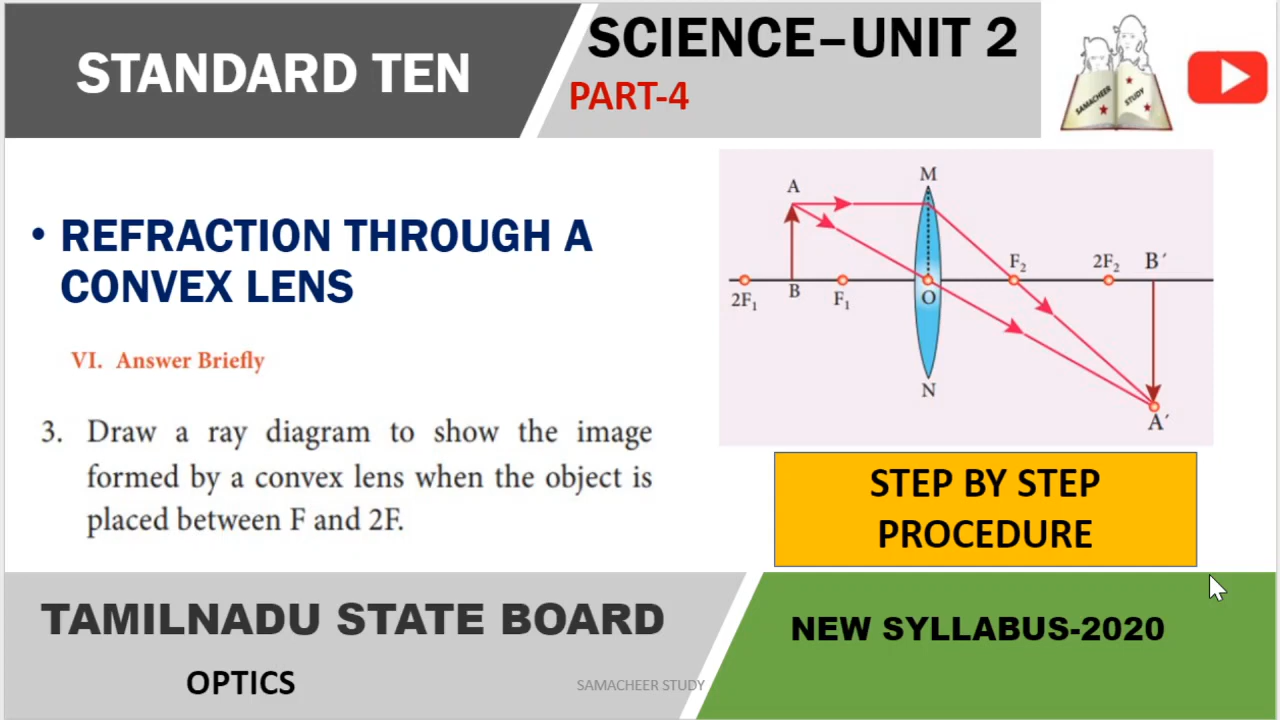 STANDARD TEN
SCIENCE–UNIT 2
PART-4
SAMACHEER
STUDY
• REFRACTION THROUGH A
CONVEX LENS
VI. Answer Briefly
3. Draw a ray diagram to show the image
formed by a convex lens when the object is
placed between F and 2F.
M
A
F₂
2F₂
B′
2F₁
B
F₁
O
N
A′
STEP BY STEP
PROCEDURE
TAMILNADU STATE BOARD
OPTICS
SAMACHEER STUDY
NEW SYLLABUS-2020